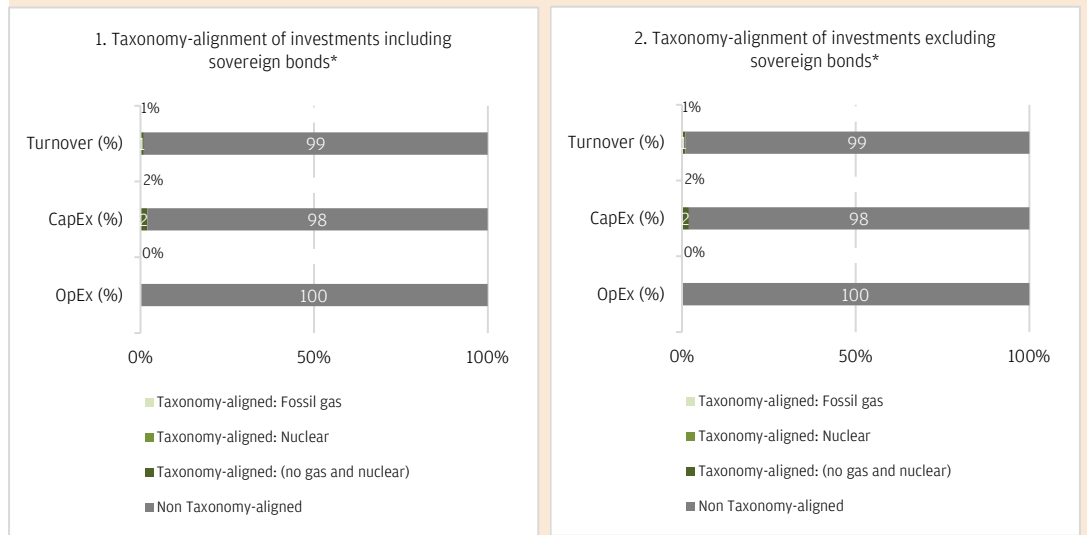 1. Taxonomy-alignment of investments including
sovereign bonds*
1%
Turnover (%)
1
99
2%
CapEx (%)
2
98
0%
OpEx (%)
100
0%
50%
100%
Taxonomy-aligned: Fossil gas
Taxonomy-aligned: Nuclear
Taxonomy-aligned: (no gas and nuclear)
Non Taxonomy-aligned
2. Taxonomy-alignment of investments excluding
sovereign bonds*
1%
Turnover (%)
1
99
2%
CapEx (%)
2
98
0%
OpEx (%)
100
0%
50%
100%
Taxonomy-aligned: Fossil gas
Taxonomy-aligned: Nuclear
Taxonomy-aligned: (no gas and nuclear)
Non Taxonomy-aligned